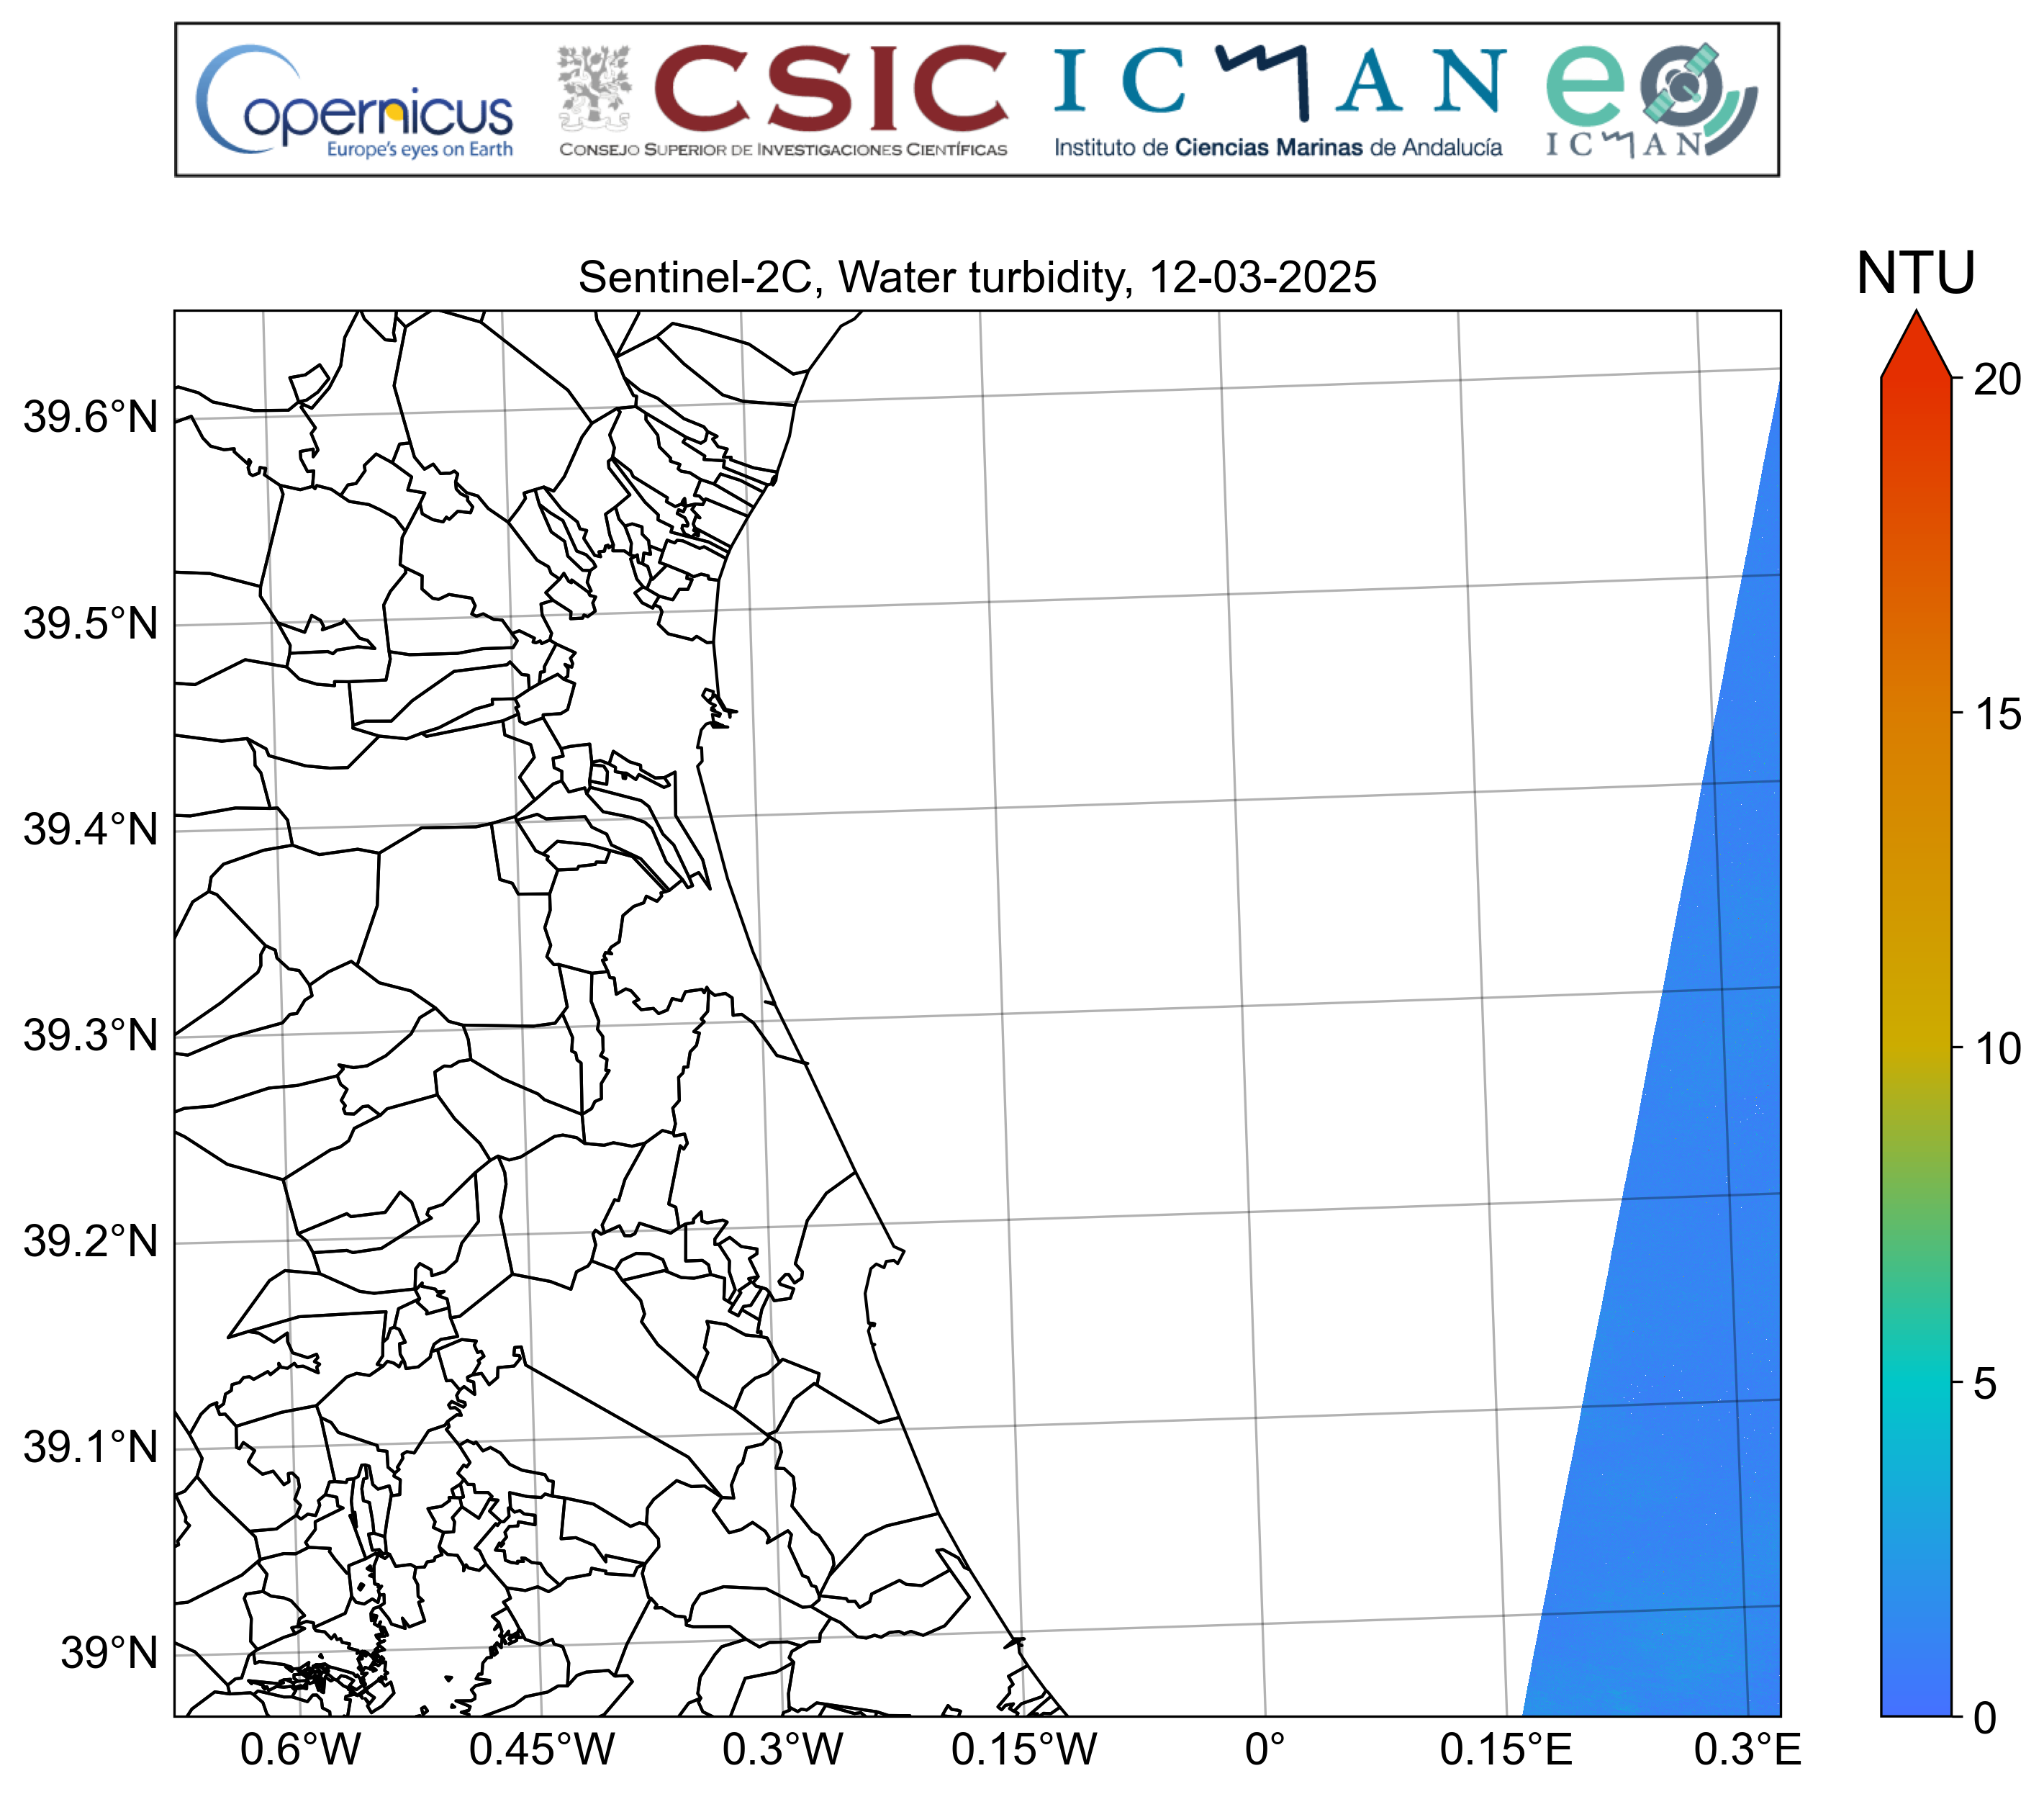 Copernicus
Europe's eyes on Earth
CSIC
CONSEJO SUPERIOR DE INVESTIGACIONES CIENTÍFICAS
ICMAN
Instituto de Ciencias Marinas de Andalucía
eo
ICMAN
Sentinel-2C, Water turbidity, 12-03-2025
NTU
20
15
10
5
0
39.6°N
39.5°N
39.4°N
39.3°N
39.2°N
39.1°N
39°N
0.6°W 0.45°W 0.3°W 0.15°W 0° 0.15°E 0.3°E